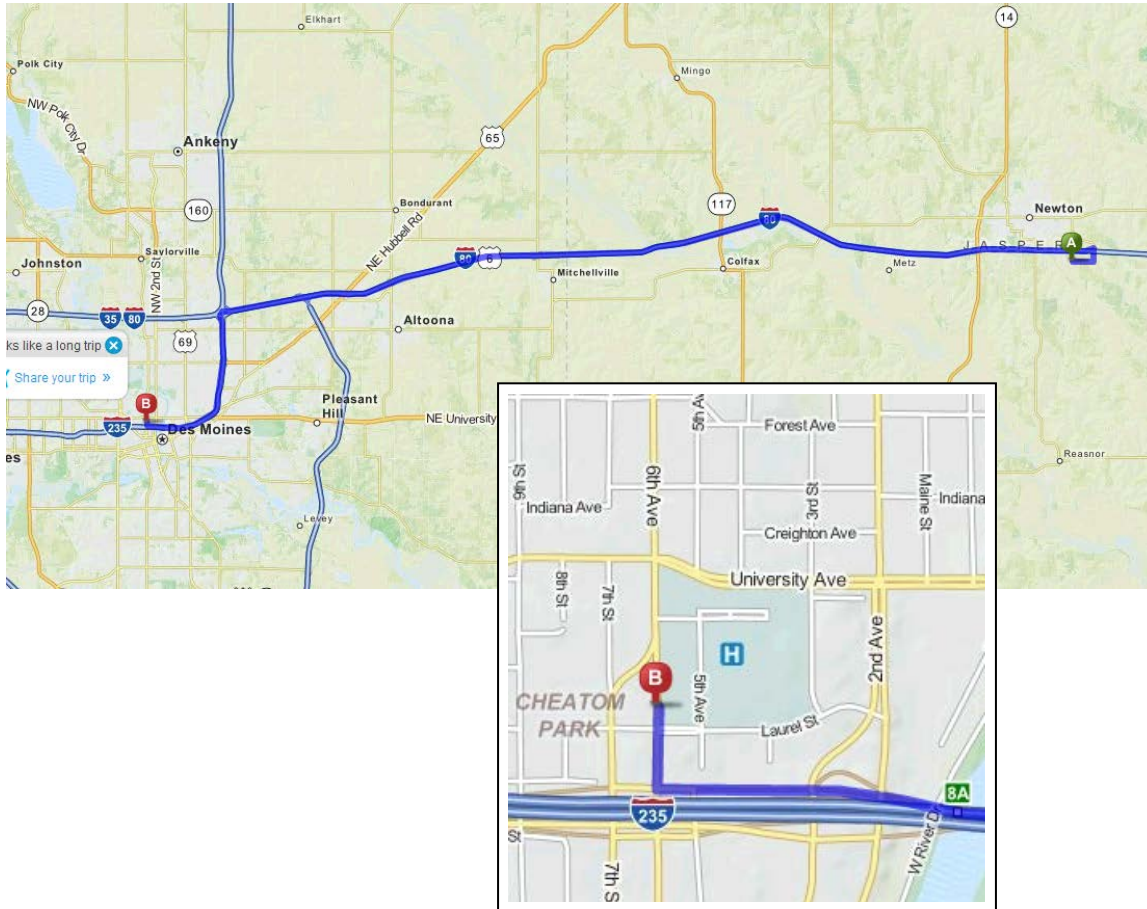 Elkhart
14
Polk City
Mingo
NW Polk City Dr
65
Ankeny
117
160
Bondurant
Newton
80
NE Hubbell Rd
JASPER
A
Saylorville
80
6
Johnston
NW 2nd St
Mitchellville
Colfax
Metz
28
35
80
Altoona
69
ks like a long trip
Share your trip »
B
Pleasant
Hill
NE University
235
Des Moines
es
Reasnor
Levey
5th Ave
Forest Ave
9th St
6th Ave
3rd St
Maine St
Indiana Ave
Indiana
Creighton Ave
University Ave
8th St
7th St
2nd Ave
H
B
5th Ave
CHEATOM
PARK
Laurel St
8A
235
W River Dr
St
7th S